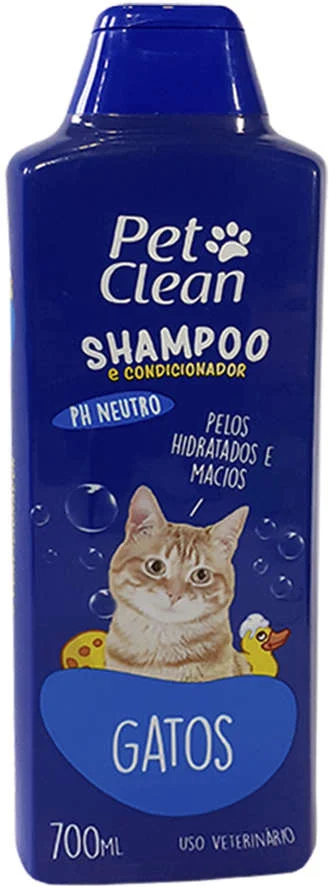 Pet
Clean
SHAMPOO
e CONDICIONADOR
PH NEUTRO
PELOS
HIDRATADOS E
MACIOS
GATOS
700ML
USO VETERINÁRIO